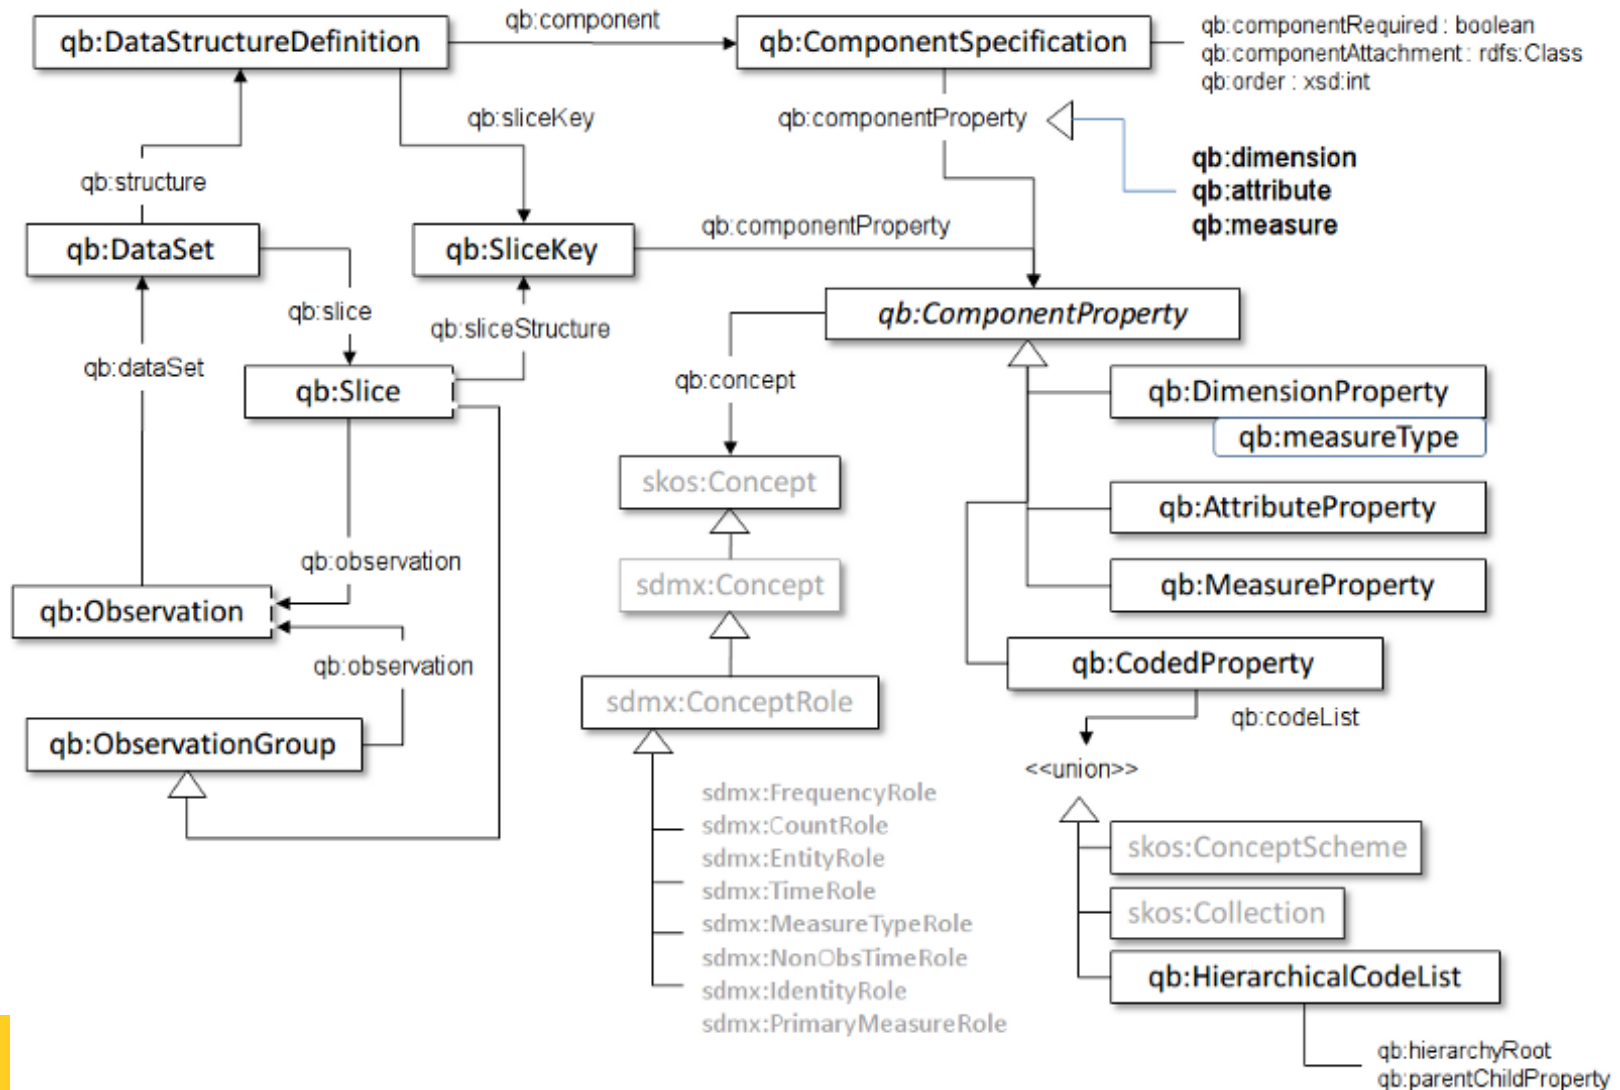 qb:DataStructureDefinition
qb:component
qb:ComponentSpecification
qb:componentRequired : boolean
qb:componentAttachment : rdfs:Class
qb:order : xsd:int
qb:sliceKey
qb:componentProperty
qb:dimension
qb:attribute
qb:measure
qb:structure
qb:DataSet
qb:SliceKey
qb:componentProperty
qb:slice
qb:sliceStructure
qb:ComponentProperty
qb:dataSet
qb:Slice
qb:concept
qb:DimensionProperty
qb:measureType
skos:Concept
qb:AttributeProperty
qb:observation
sdmx:Concept
qb:MeasureProperty
qb:Observation
qb:observation
qb:CodedProperty
sdmx:ConceptRole
qb:codeList
qb:ObservationGroup
<<union>>
sdmx:FrequencyRole
sdmx:CountRole
sdmx:EntityRole
sdmx:TimeRole
sdmx:MeasureTypeRole
sdmx:NonObsTimeRole
sdmx:IdentityRole
sdmx:PrimaryMeasureRole
skos:ConceptScheme
skos:Collection
qb:HierarchicalCodeList
qb:hierarchyRoot
qb:parentChildProperty